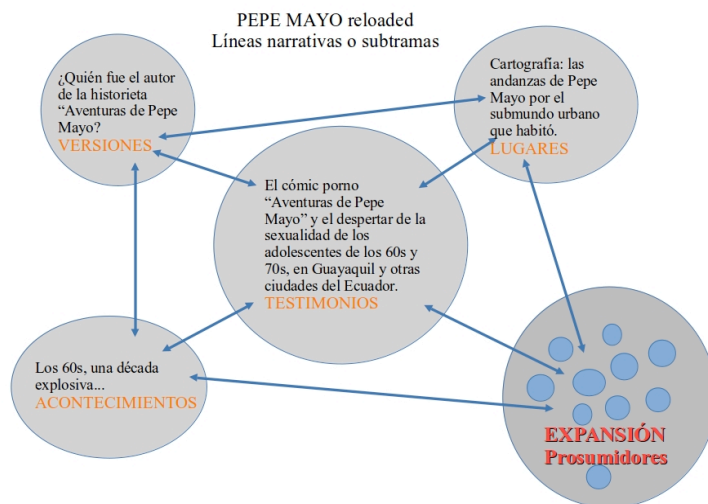 PEPE MAYO reloaded
Líneas narrativas o subtramas
¿Quién fue el autor
de la historieta
“Aventuras de Pepe
Mayo?
VERSIONES
Cartografía: las
andanzas de Pepe
Mayo por el
submundo urbano
que habitó.
LUGARES
El cómic porno
“Aventuras de Pepe
Mayo” y el despertar de la
sexualidad de los
adolescentes de los 60s y
70s, en Guayaquil y otras
ciudades del Ecuador.
TESTIMONIOS
Los 60s, una década
explosiva...
ACONTECIMIENTOS
EXPANSIÓN
Prosumidores